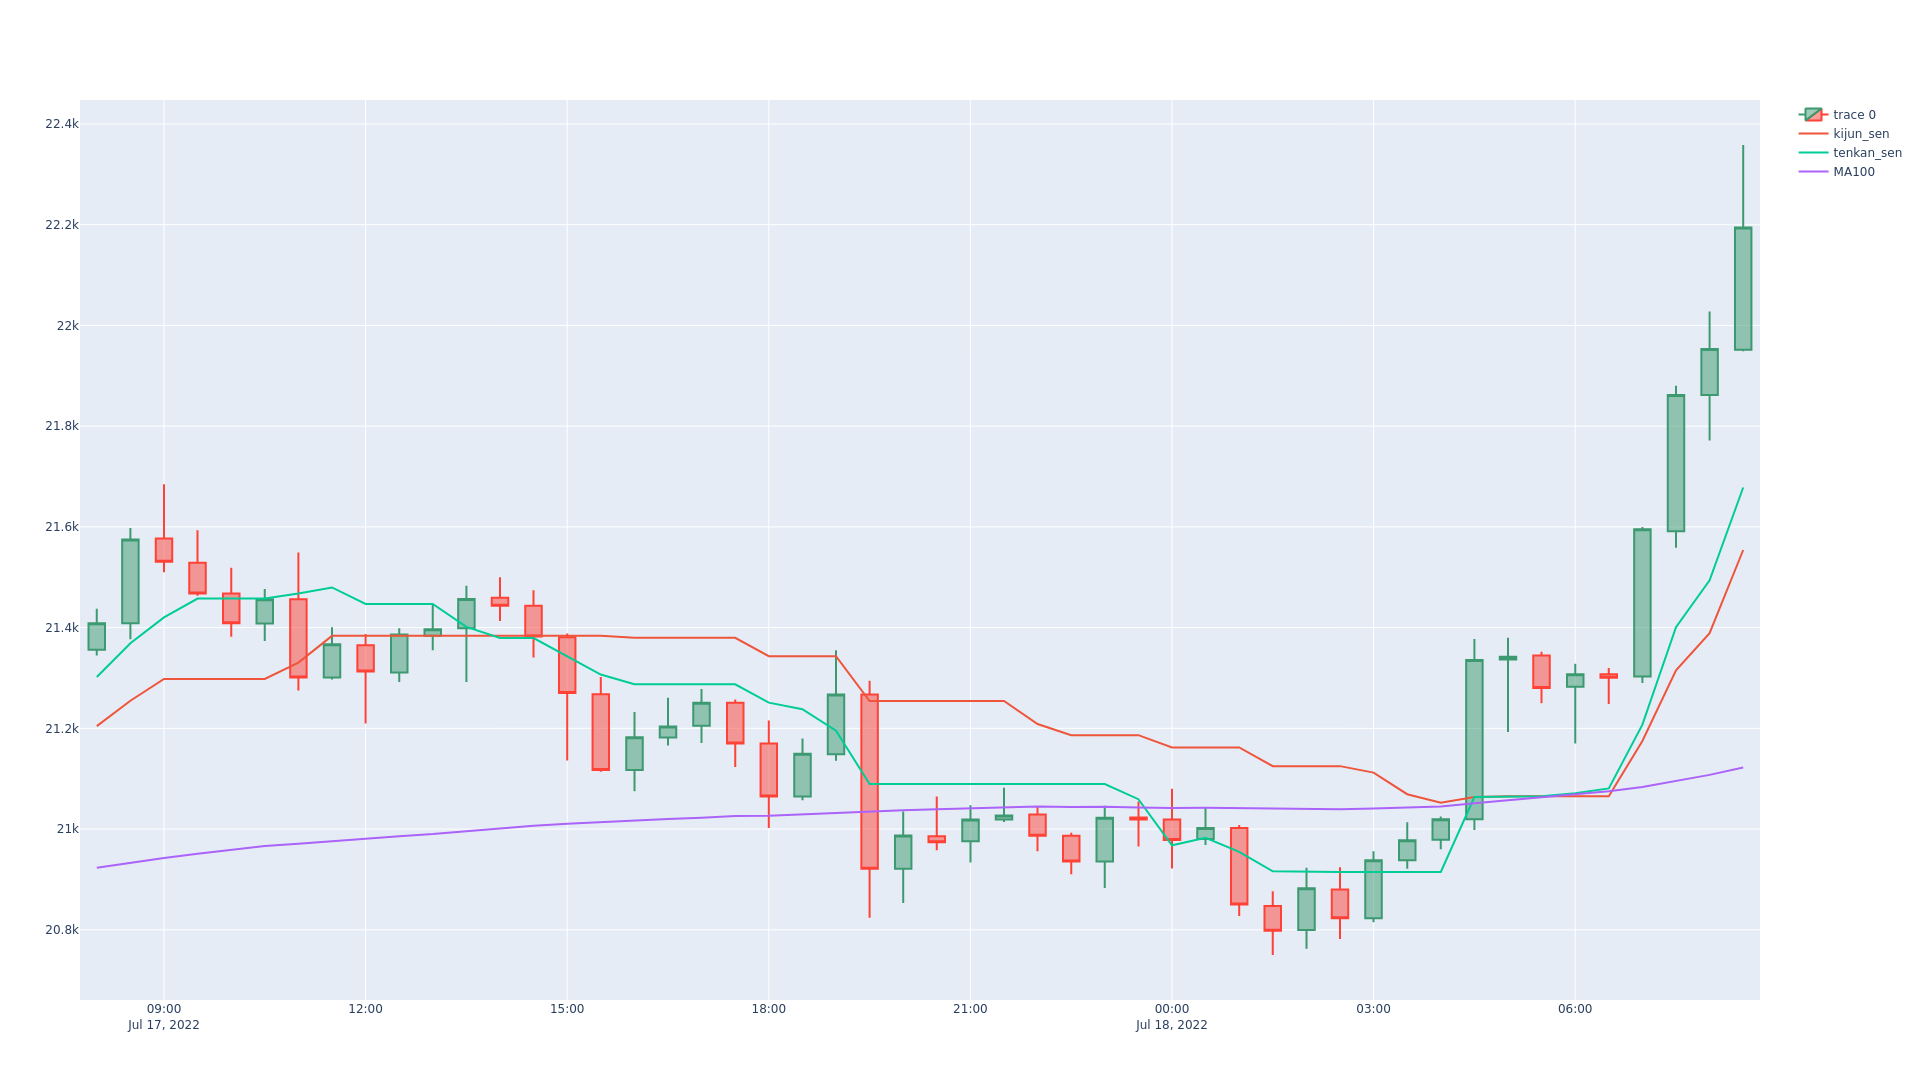 22.4k
22.2k
22k
21.8k
21.6k
21.4k
21.2k
21k
20.8k
09:00 12:00 15:00 18:00 21:00 00:00 03:00 06:00
Jul 17, 2022 Jul 18, 2022
trace 0
kijun_sen
tenkan_sen
MA100